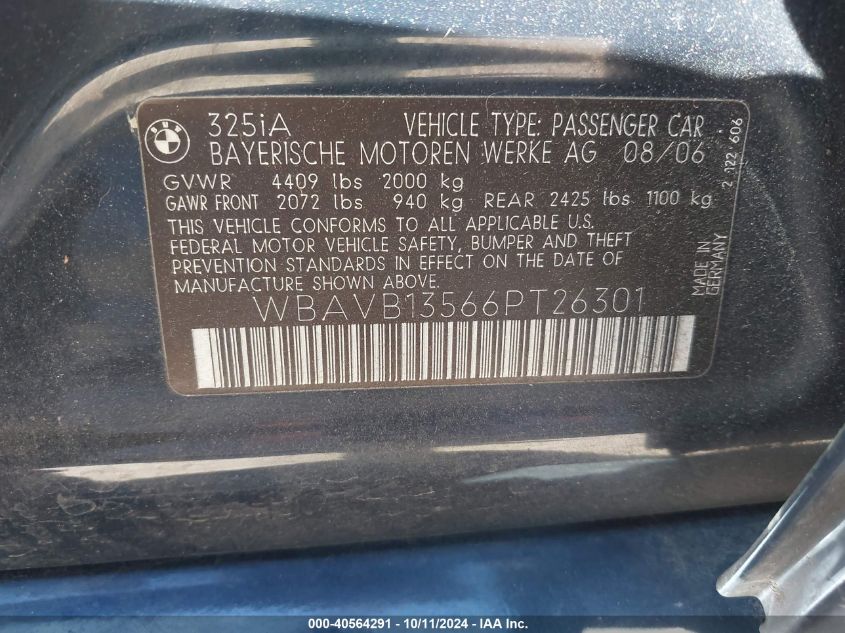 BMW
325iA VEHICLE TYPE: PASSENGER CAR
BAYERISCHE MOTOREN WERKE AG 08/06
GVWR 4409 lbs 2000 kg
GAWR FRONT 2072 lbs 940 kg REAR 2425 lbs 1100 kg
THIS VEHICLE CONFORMS TO ALL APPLICABLE U.S.
FEDERAL MOTOR VEHICLE SAFETY, BUMPER AND THEFT
PREVENTION STANDARDS IN EFFECT ON THE DATE OF
MANUFACTURE SHOWN ABOVE.
WBAVB13566PT26301
MADE IN
GERMANY
606
000-40564291 - 10/11/2024 - IAA Inc.